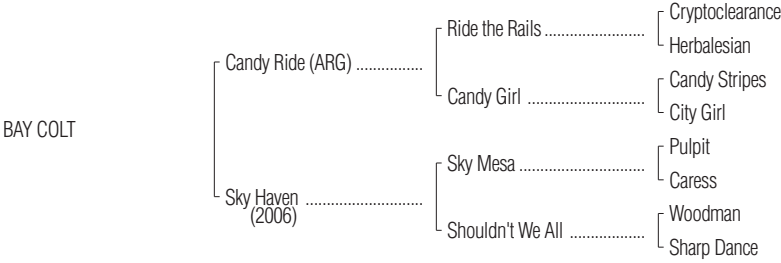 Cryptoclearance
Ride the Rails ........................
Herbalesian
Candy Ride (ARG) ................
Candy Stripes
Candy Girl ............................
City Girl
BAY COLT
Pulpit
Sky Mesa ..............................
Caress
Sky Haven ............................
(2006)
Woodman
Shouldn't We All ..................
Sharp Dance